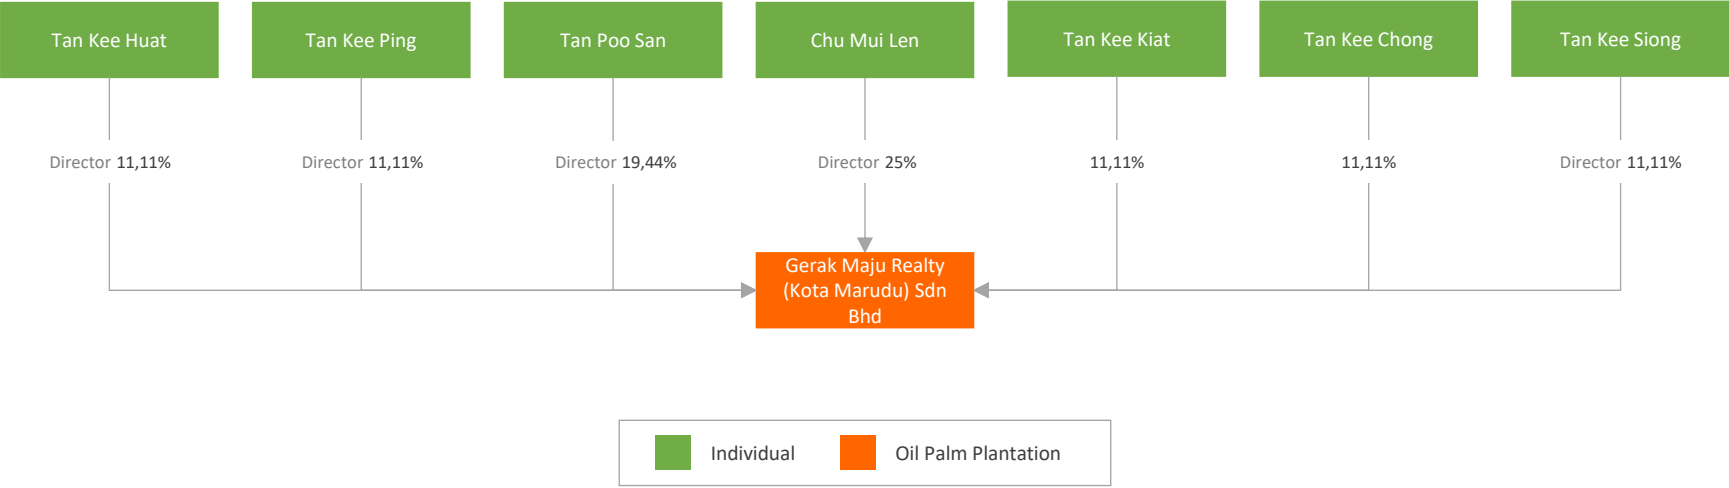 Tan Kee Huat
Tan Kee Ping
Tan Poo San
Chu Mui Len
Tan Kee Kiat
Tan Kee Chong
Tan Kee Siong
Director 11,11%
Director 11,11%
Director 19,44%
Director 25%
11,11%
11,11%
Director 11,11%
Gerak Maju Realty
(Kota Marudu) Sdn
Bhd
Individual
Oil Palm Plantation